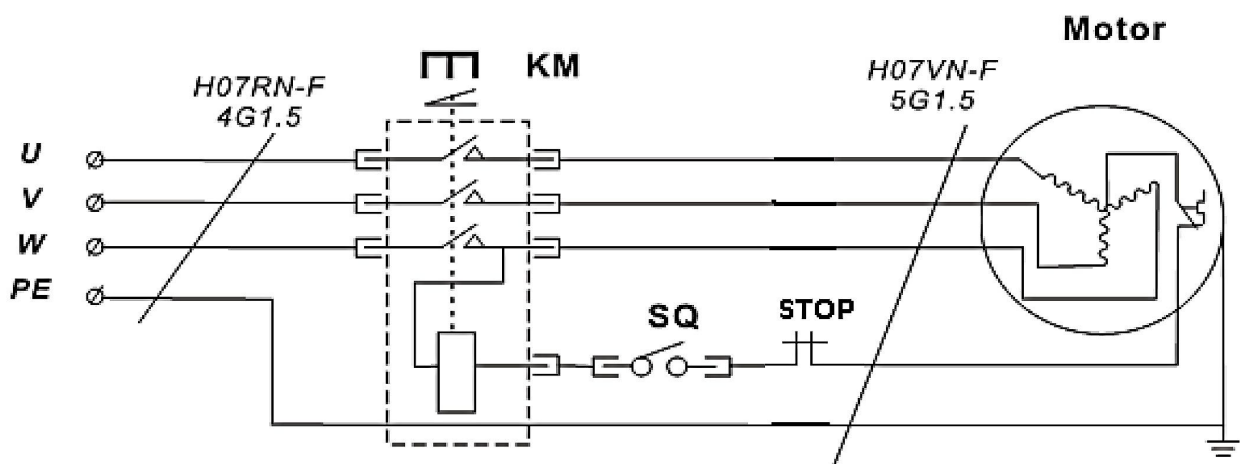 Motor
KM
H07RN-F
4G1.5
H07VN-F
5G1.5
U
V
W
PE
SQ
STOP